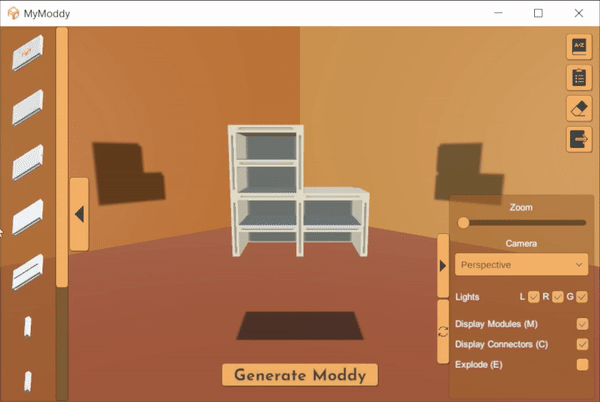 MyModdy
A-Z
Zoom
Camera
Perspective
Lights L R G
Display Modules (M)
Display Connectors (C)
Explode (E)
Generate Moddy